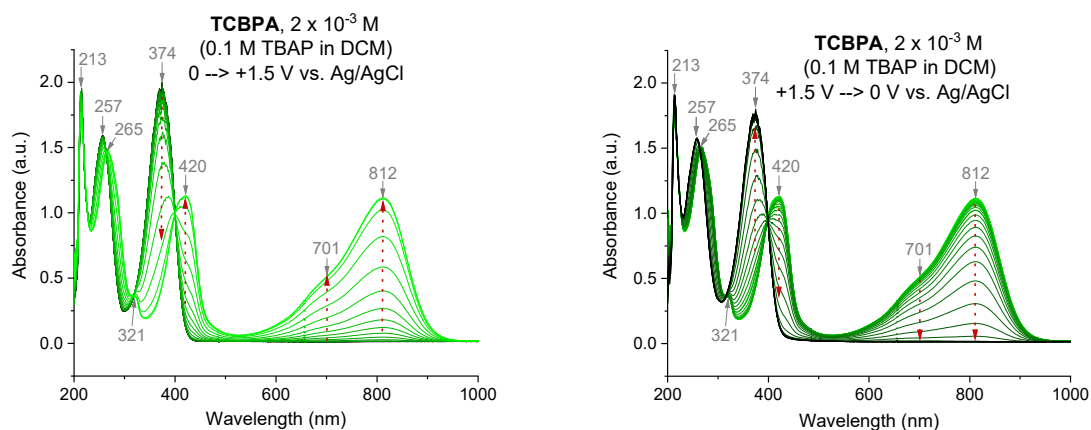 TCBPA, 2 x 10⁻³ M
(0.1 M TBAP in DCM)
0 --> +1.5 V vs. Ag/AgCl
213
374
257
265
420
812
701
321
2.0
1.5
1.0
0.5
0.0
Absorbance (a.u.)
200 400 600 800 1000
Wavelength (nm)
TCBPA, 2 x 10⁻³ M
(0.1 M TBAP in DCM)
+1.5 V --> 0 V vs. Ag/AgCl
213
374
257
265
420
812
701
321
2.0
1.5
1.0
0.5
0.0
Absorbance (a.u.)
200 400 600 800 1000
Wavelength (nm)